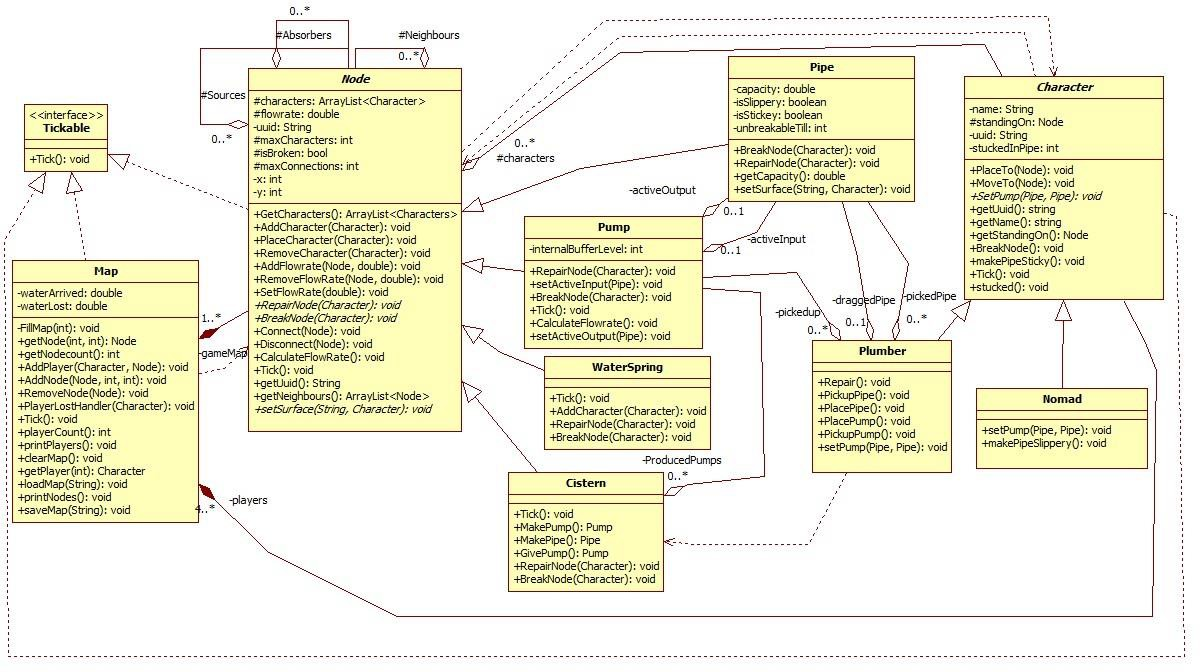 0..*
#Absorbers
#Neighbours
0..*
#Sources
0..*
<<interface>>
Tickable
+Tick(): void
Node
#characters: ArrayList<Character>
#flowrate: double
-uuid: String
#maxCharacters: int
#isBroken: bool
#maxConnections: int
-x: int
-y: int
+GetCharacters(): ArrayList<Characters>
+AddCharacter(Character): void
+PlaceCharacter(Character): void
+RemoveCharacter(Character): void
+AddFlowrate(Node, double): void
+RemoveFlowRate(Node, double): void
+SetFlowRate(double): void
+RepairNode(Character): void
+BreakNode(Character): void
+Connect(Node): void
+Disconnect(Node): void
+CalculateFlowRate(): void
+Tick(): void
+getUuid(): String
+getNeighbours(): ArrayList<Node>
+setSurface(String, Character): void
0..*
#characters
Pipe
-capacity: double
-isSlippery: boolean
-isStickey: boolean
-unbreakableTill: int
+BreakNode(Character): void
+RepairNode(Character): void
+getCapacity(): double
+setSurface(String, Character): void
Character
-name: String
#standingOn: Node
-uuid: String
-stuckedInPipe: int
+PlaceTo(Node): void
+MoveTo(Node): void
+SetPump(Pipe, Pipe): void
+getUuid(): string
+getName(): string
+getStandingOn(): Node
+BreakNode(): void
+makePipeSticky(): void
+Tick(): void
+stucked(): void
-activeOutput
0..1
-activeInput
0..1
Pump
-internalBufferLevel: int
+RepairNode(Character): void
+setActiveInput(Pipe): void
+BreakNode(Character): void
+Tick(): void
+CalculateFlowrate(): void
+setActiveOutput(Pipe): void
Map
-waterArrived: double
-waterLost: double
-FillMap(int): void
+getNode(int, int): Node
+getNodecount(): int
+AddPlayer(Character, Node): void
+AddNode(Node, int, int): void
+RemoveNode(Node): void
+PlayerLostHandler(Character): void
+Tick(): void
+playerCount(): int
+printPlayers(): void
+clearMap(): void
+getPlayer(int): Character
+loadMap(String): void
+printNodes(): void
+saveMap(String): void
1..*
-gameMap
-players
4..*
-pickedup
0..*
-draggedPipe
0..1
-pickedPipe
0..*
WaterSpring
+Tick(): void
+AddCharacter(Character): void
+RepairNode(Character): void
+BreakNode(Character): void
Plumber
+Repair(): void
+PickupPipe(): void
+PlacePipe(): void
+PlacePump(): void
+PickupPump(): void
+setPump(Pipe, Pipe): void
Nomad
+setPump(Pipe, Pipe): void
+makePipeSlippery(): void
-ProducedPumps
0..*
Cistern
+Tick(): void
+MakePump(): Pump
+MakePipe(): Pipe
+GivePump(): Pump
+RepairNode(Character): void
+BreakNode(Character): void